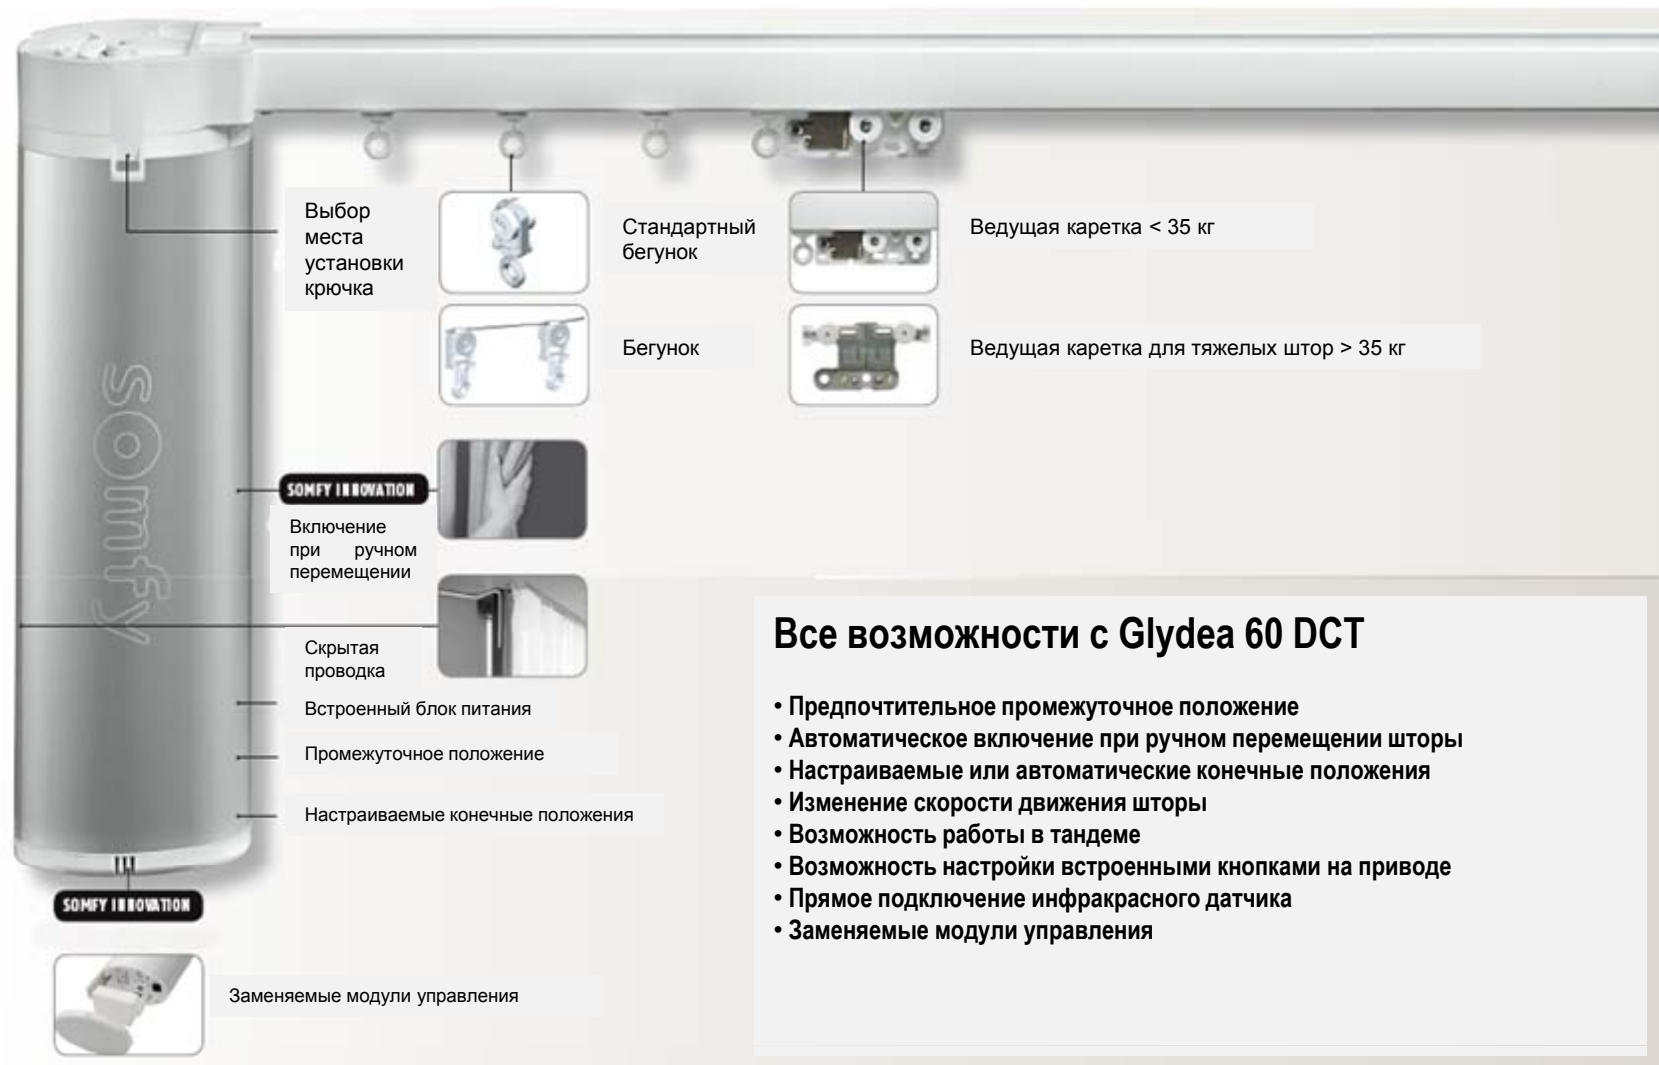 somfy
Выбор
места
установки
крючка
Стандартный
бегунок
Ведущая каретка < 35 кг
Бегунок
Ведущая каретка для тяжелых штор > 35 кг
SOMFY INNOVATION
Включение
при ручном
перемещении
Скрытая
проводка
Встроенный блок питания
Промежуточное положение
Настраиваемые конечные положения
SOMFY INNOVATION
Заменяемые модули управления
Все возможности с Glydea 60 DCT
• Предпочтительное промежуточное положение
• Автоматическое включение при ручном перемещении шторы
• Настраиваемые или автоматические конечные положения
• Изменение скорости движения шторы
• Возможность работы в тандеме
• Возможность настройки встроенными кнопками на приводе
• Прямое подключение инфракрасного датчика
• Заменяемые модули управления